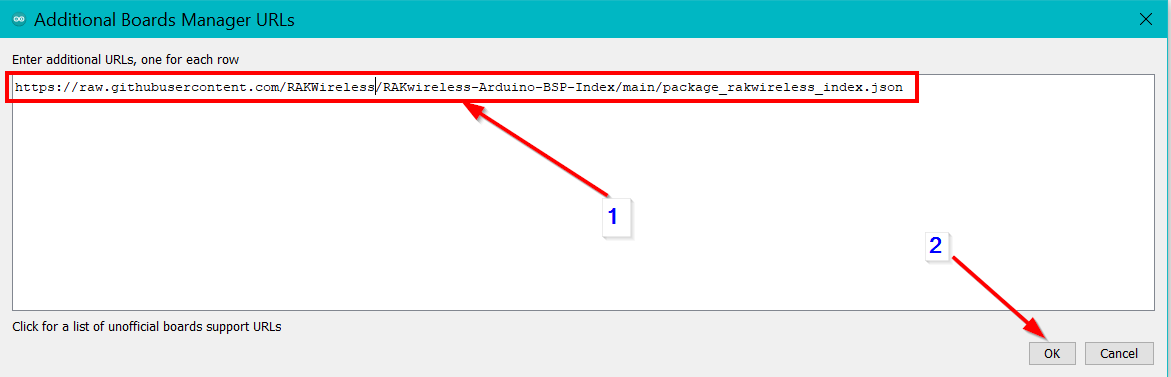 Additional Boards Manager URLs
Enter additional URLs, one for each row
https://raw.githubusercontent.com/RAKWireless/RAKwireless-Arduino-BSP-Index/main/package_rakwireless_index.json
1
2
Click for a list of unofficial boards support URLs
OK Cancel